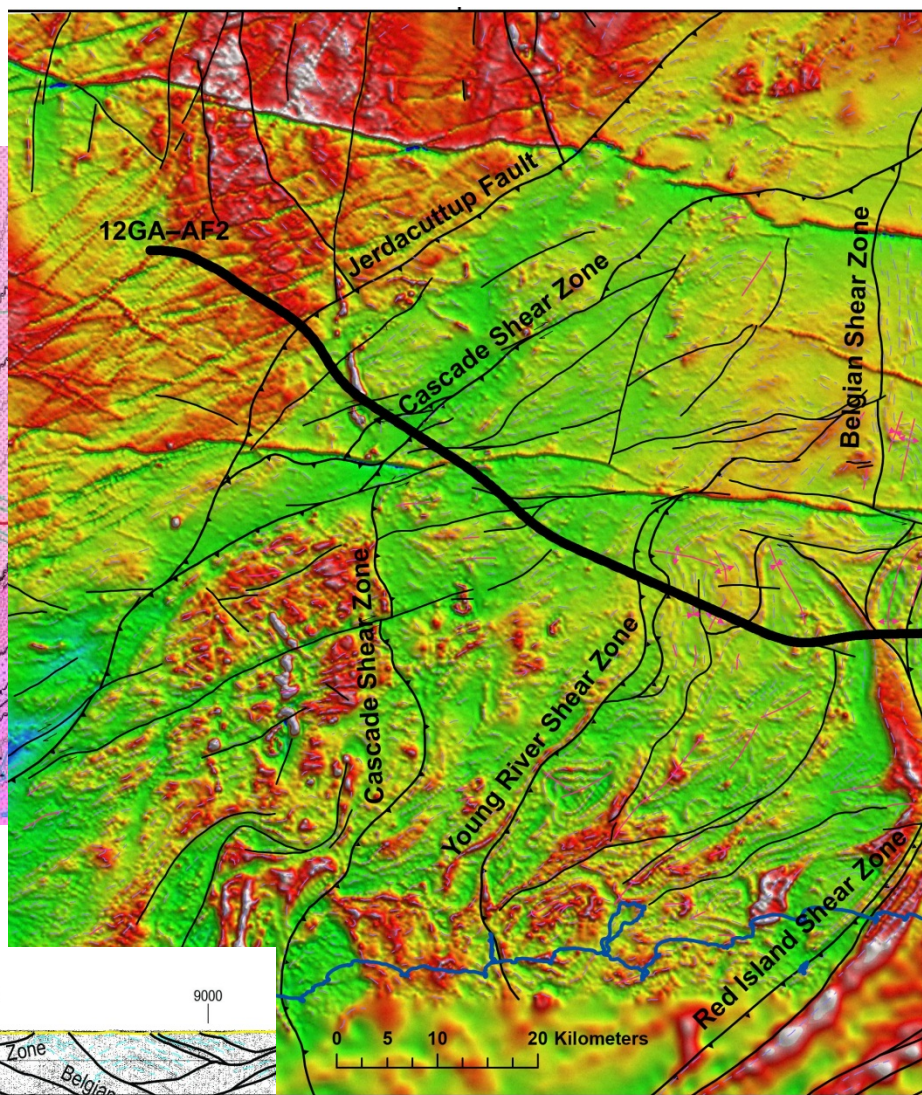 12GA–AF2
Jerdacuttup Fault
Cascade Shear Zone
Belgian Shear Zone
Cascade Shear Zone
Young River Shear Zone
Red Island Shear Zone
0 5 10 20 Kilometers
9000
Zone
Belgian